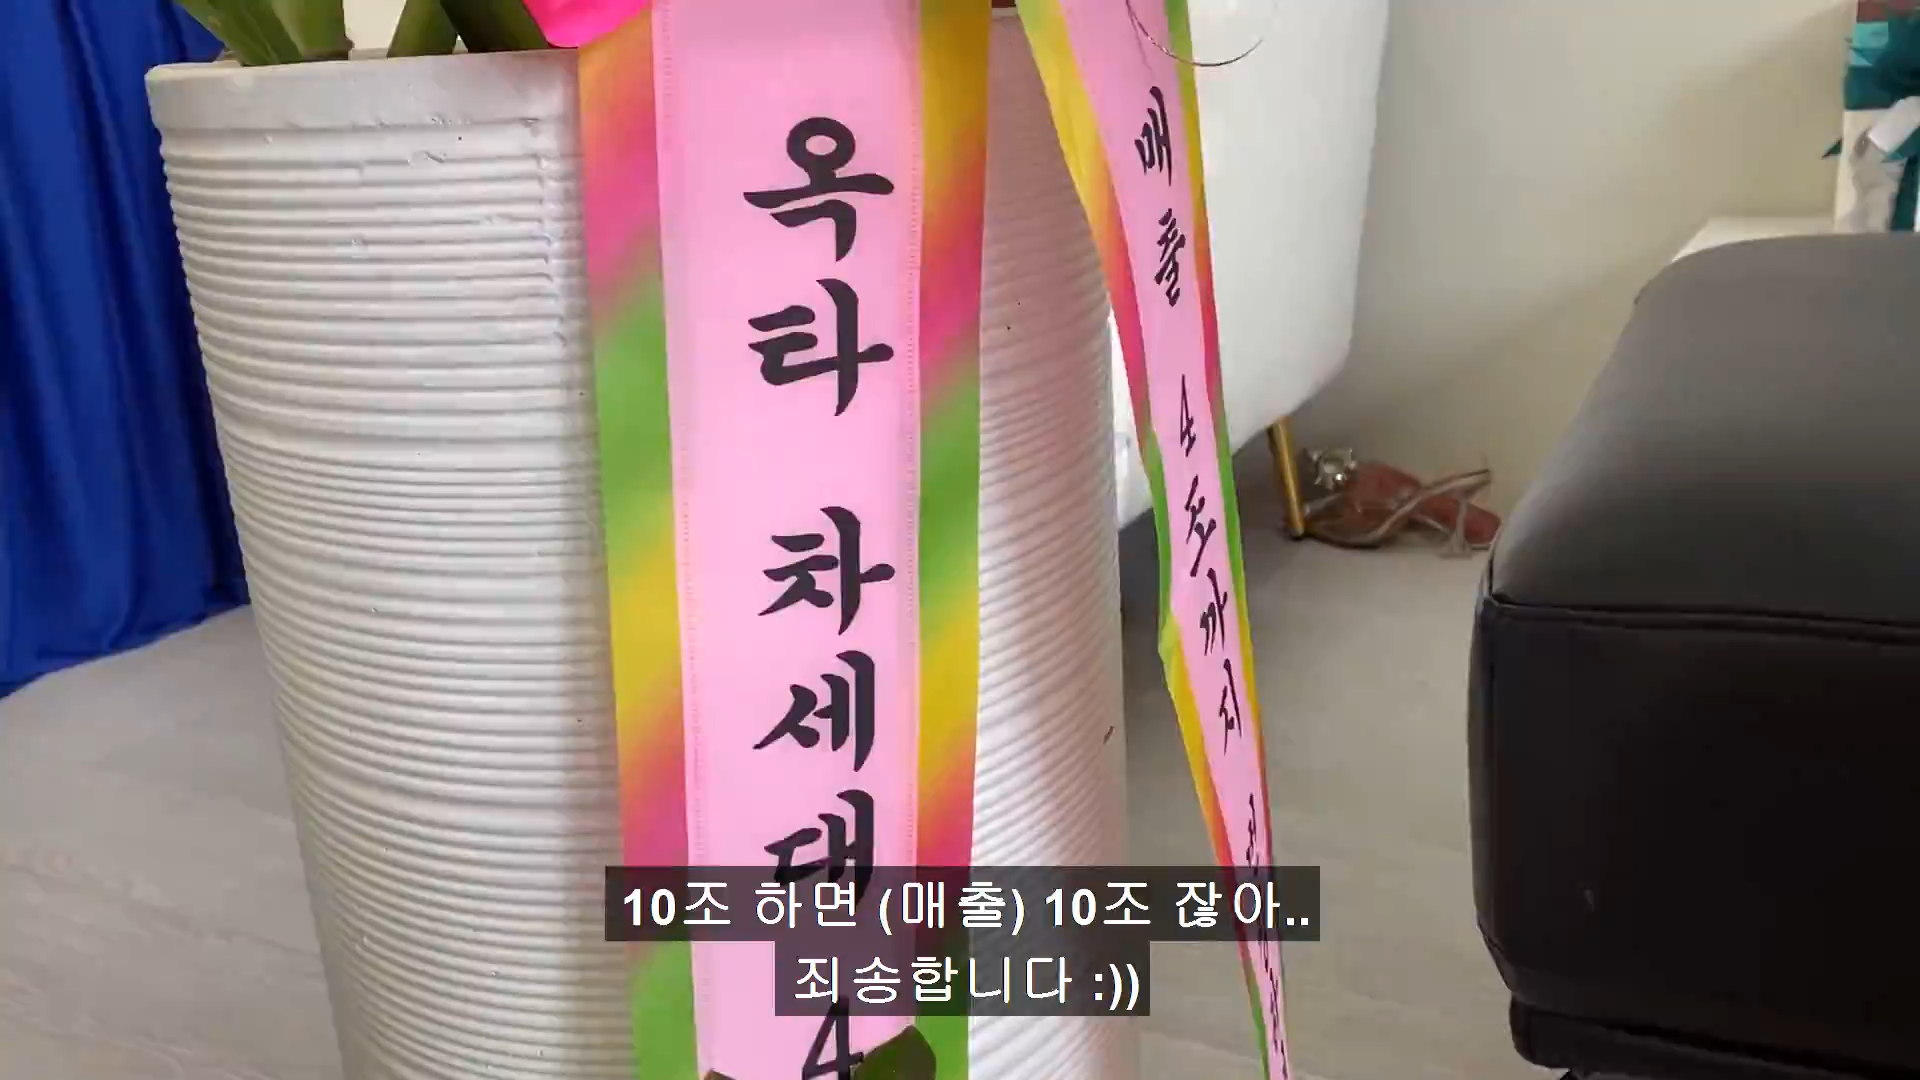 옥타 차세대 4
매출 4조까지
10조 하면 (매출) 10조 잖아..
죄송합니다 :))